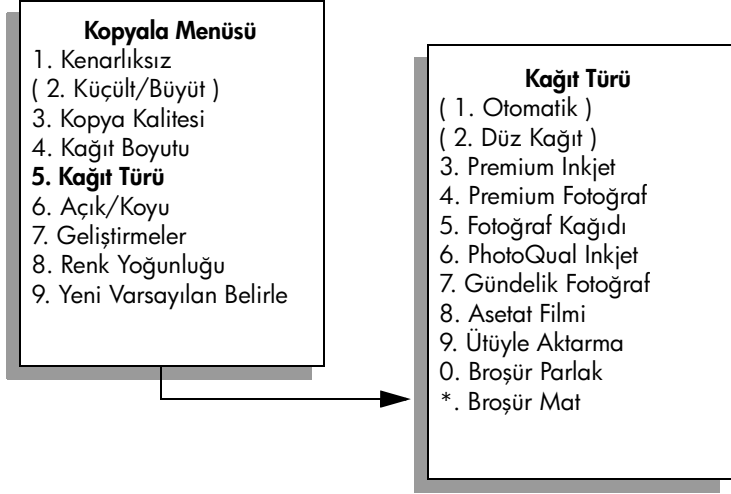 Kopyala Menüsü
1. Kenarlıksız
( 2. Küçült/Büyüt )
3. Kopya Kalitesi
4. Kağıt Boyutu
5. Kağıt Türü
6. Açık/Koyu
7. Geliştirmeler
8. Renk Yoğunluğu
9. Yeni Varsayılan Belirle
Kağıt Türü
( 1. Otomatik )
( 2. Düz Kağıt )
3. Premium Inkjet
4. Premium Fotoğraf
5. Fotoğraf Kağıdı
6. PhotoQual Inkjet
7. Gündelik Fotoğraf
8. Asetat Filmi
9. Ütüyle Aktarma
0. Broşür Parlak
*. Broşür Mat